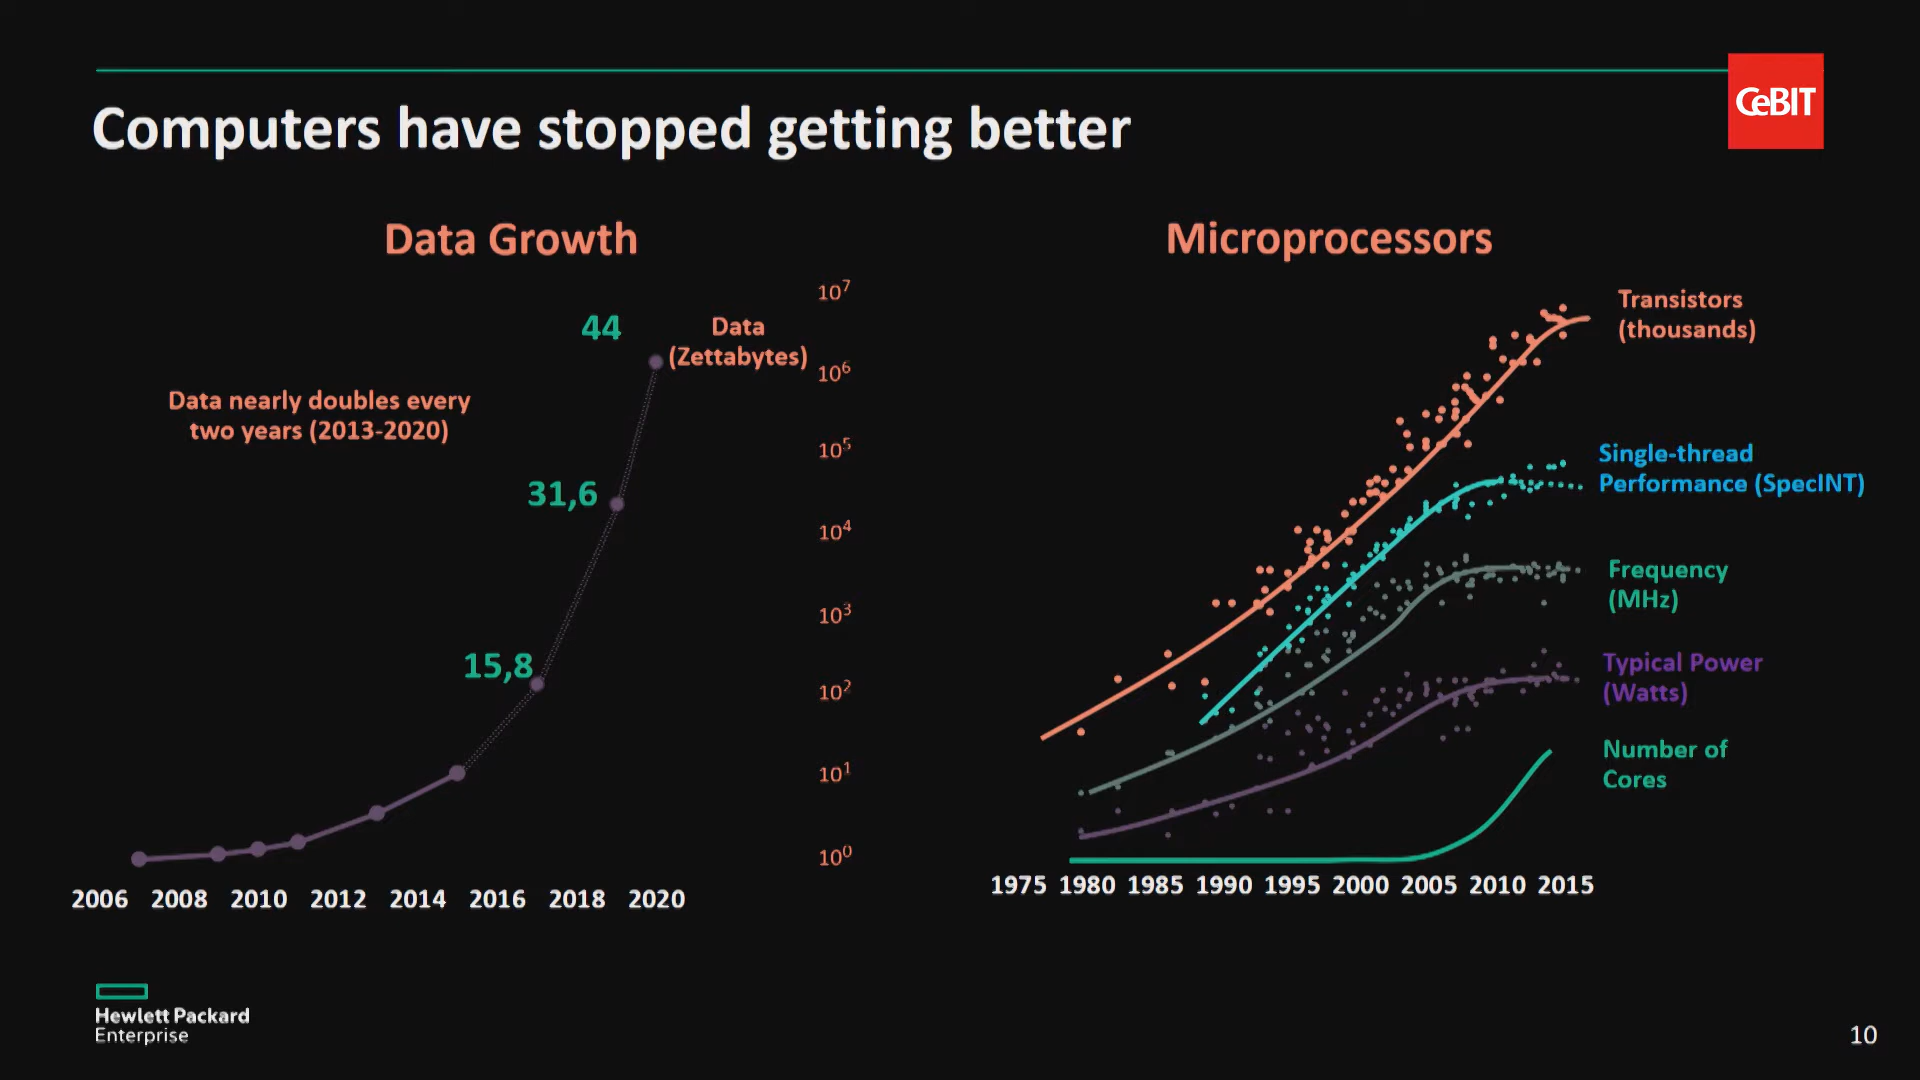 CeBIT
Computers have stopped getting better
Data Growth
44
Data
(Zettabytes)
Data nearly doubles every
two years (2013-2020)
31,6
15,8
2006 2008 2010 2012 2014 2016 2018 2020
Microprocessors
10⁷
10⁶
10⁵
10⁴
10³
10²
10¹
10⁰
Transistors
(thousands)
Single-thread
Performance (SpecINT)
Frequency
(MHz)
Typical Power
(Watts)
Number of
Cores
1975 1980 1985 1990 1995 2000 2005 2010 2015
Hewlett Packard
Enterprise
10